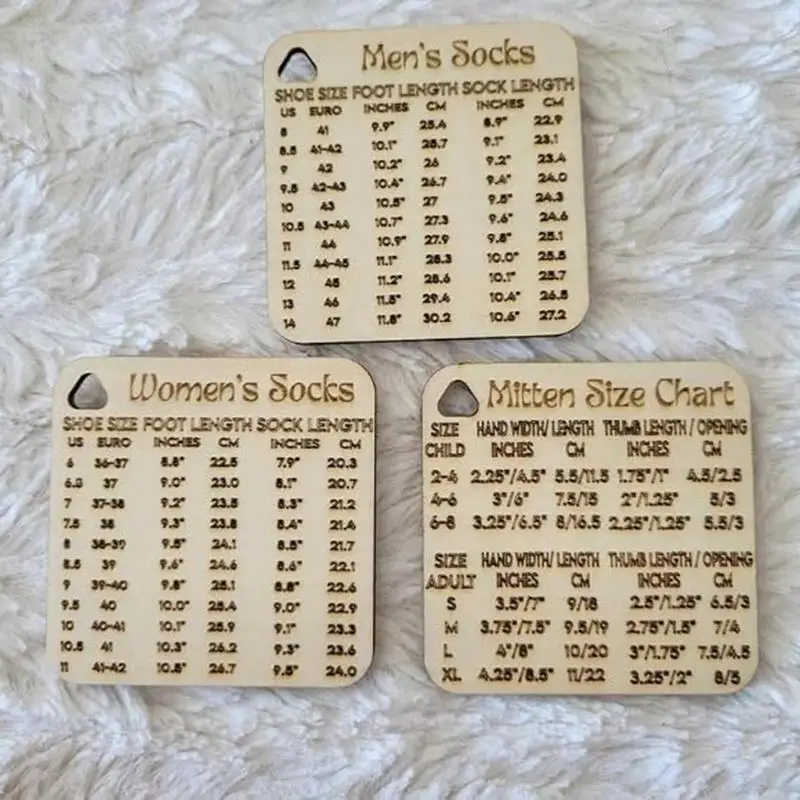 Men's Socks
SHOE SIZE FOOT LENGTH SOCK LENGTH
US EURO INCHES CM INCHES CM
8 41 9.9" 25.4 8.9" 22.9
8.5 41-42 10.1" 25.7 9.1" 23.1
9 42 10.2" 26 9.2" 23.4
9.5 42-43 10.4" 26.7 9.4" 24.0
10 43 10.5" 27 9.5" 24.3
10.5 43-44 10.7" 27.3 9.6" 24.6
11 44 10.9" 27.9 9.8" 25.1
11.5 44-45 11.1" 28.3 10.0" 25.5
12 45 11.2" 28.6 10.1" 25.7
13 46 11.5" 29.4 10.4" 26.5
14 47 11.8" 30.2 10.6" 27.2
Women's Socks
SHOE SIZE FOOT LENGTH SOCK LENGTH
US EURO INCHES CM INCHES CM
6 36-37 8.8" 22.5 7.9" 20.3
37 9.0" 23.0 8.1" 20.7
7 37-38 9.2" 23.5 8.3" 21.2
7.5 38 9.3" 23.8 8.4" 21.4
8 38-39 9.5" 24.1 8.5" 21.7
8.5 39 9.6" 24.6 8.6" 22.1
9 39-40 9.8" 25.1 8.8" 22.6
9.5 40 10.0" 25.4 9.0" 22.9
10 40-41 10.1" 25.9 9.1" 23.3
10.5 41 10.3" 26.2 9.3" 23.6
11 41-42 10.5" 26.7 9.5" 24.0
Mitten Size Chart
SIZE HAND WIDTH/ LENGTH THUMB LENGTH / OPENING
CHILD INCHES CM INCHES CM
2-4 2.25"/4.5" 5.5/11.5 1.75"/1" 4.5/2.5
4-6 3"/6" 7.5/15 2"/1.25" 5/3
6-8 3.25"/6.5" 8/16.5 2.25"/1.25" 5.5/3
SIZE HAND WIDTH/ LENGTH THUMB LENGTH / OPENING
ADULT INCHES CM INCHES CM
S 3.5"/7" 9/18 2.5"/1.25" 6.5/3
M 3.75"/7.5" 9.5/19 2.75"/1.5" 7/4
L 4"/8" 10/20 3"/1.75" 7.5/4.5
XL 4.25"/8.5" 11/22 3.25"/2" 8/5